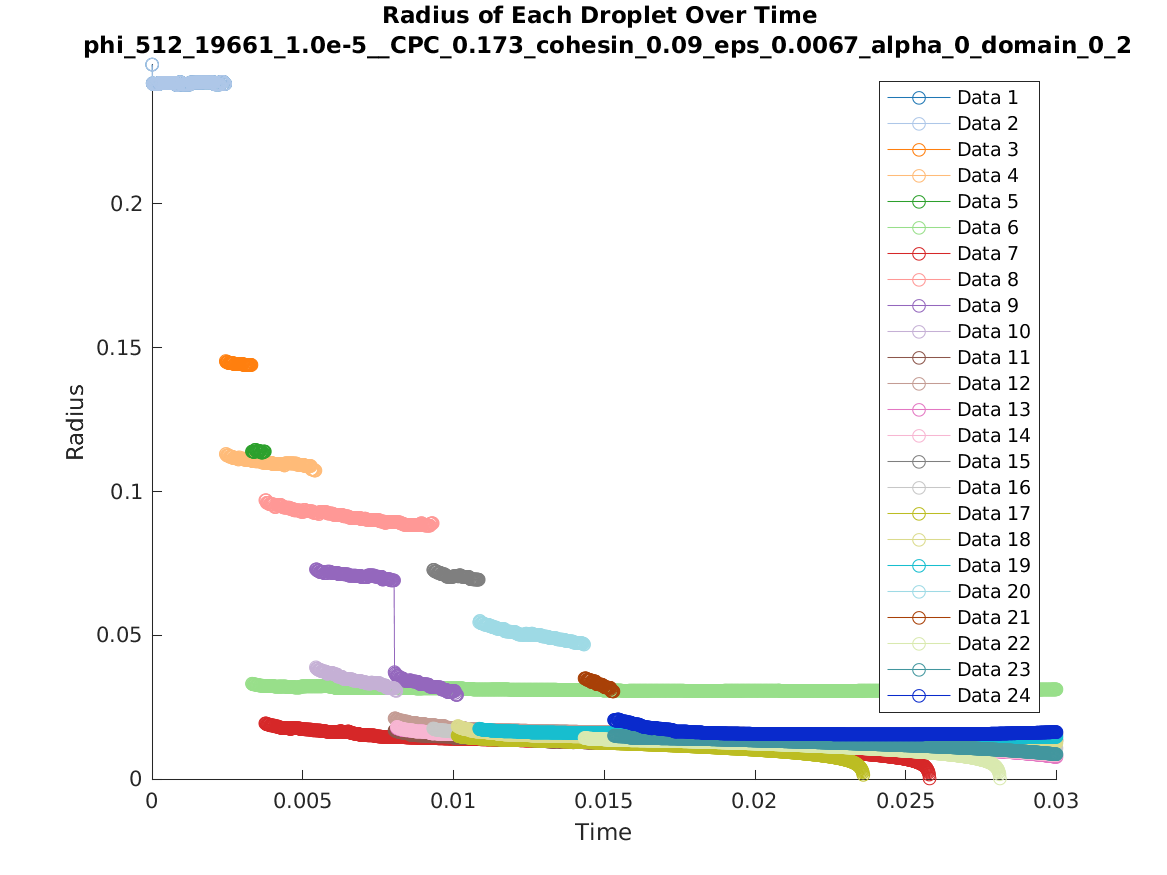 Radius of Each Droplet Over Time
phi_512_19661_1.0e-5__CPC_0.173_cohesin_0.09_eps_0.0067_alpha_0_domain_0_2
Radius
0.2
0.15
0.1
0.05
0
0
0.005
0.01
0.015
0.02
0.025
0.03
Time
Data 1
Data 2
Data 3
Data 4
Data 5
Data 6
Data 7
Data 8
Data 9
Data 10
Data 11
Data 12
Data 13
Data 14
Data 15
Data 16
Data 17
Data 18
Data 19
Data 20
Data 21
Data 22
Data 23
Data 24